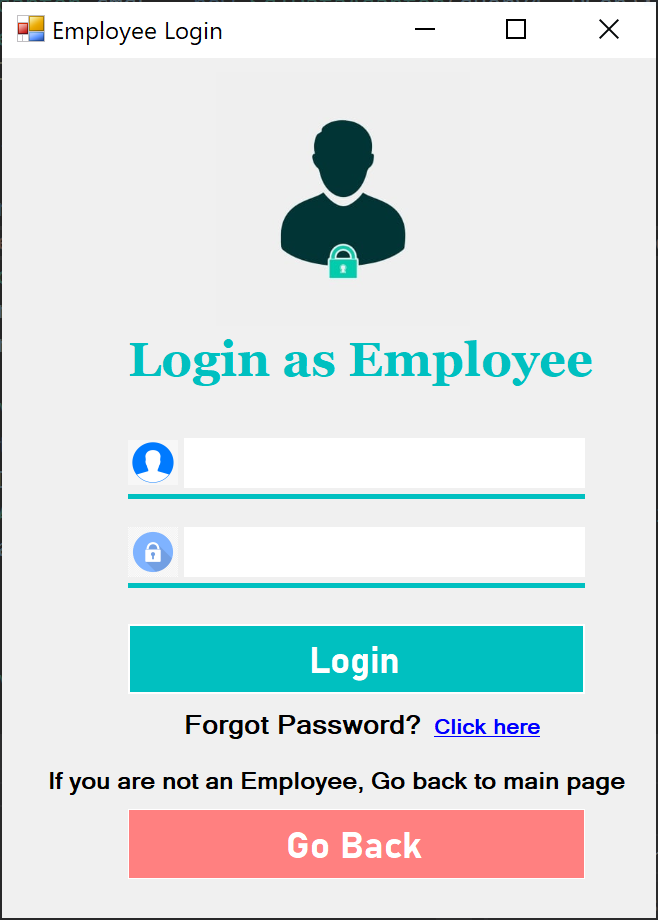 Employee Login
Login as Employee
Login
Forgot Password? Click here
If you are not an Employee, Go back to main page
Go Back